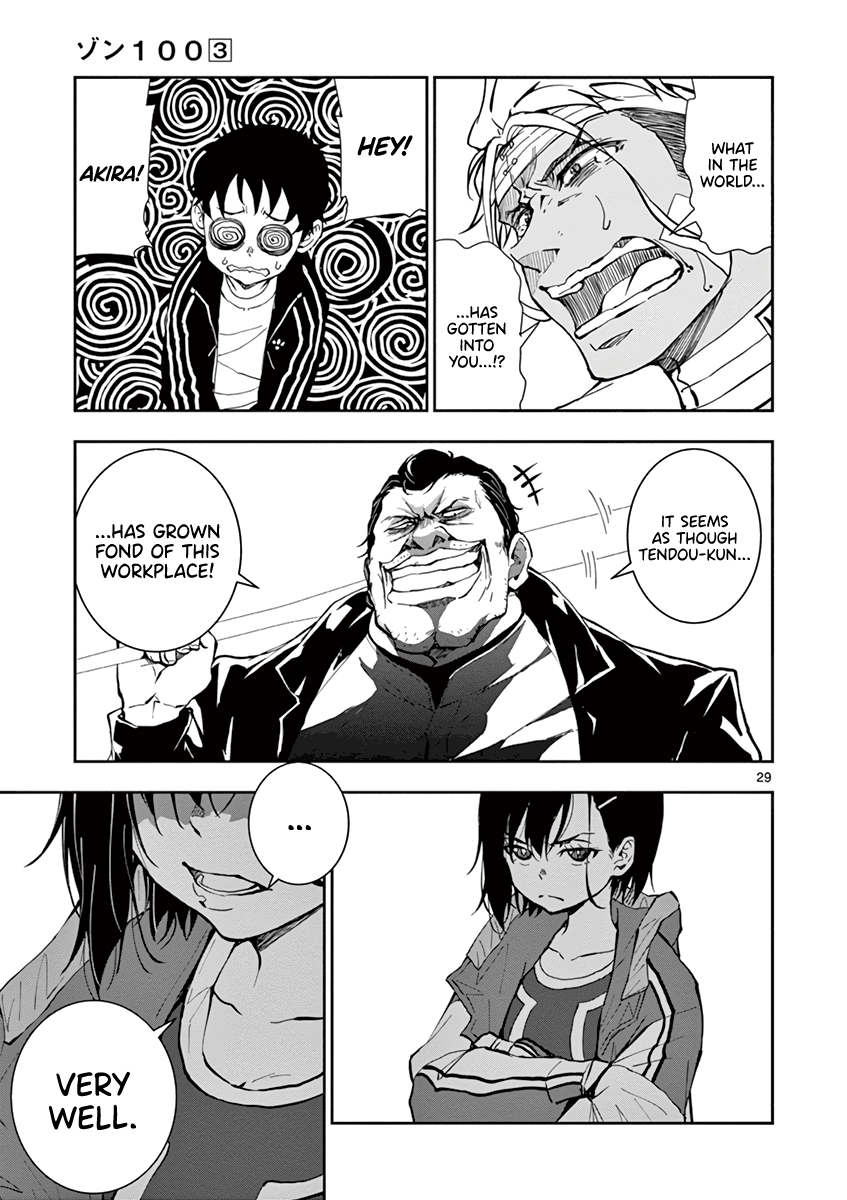 ゾン１００3
WHAT
IN THE
WORLD...
...HAS
GOTTEN
INTO
YOU...!?
HEY!
AKIRA!
IT SEEMS
AS THOUGH
TENDOU-KUN...
...HAS GROWN
FOND OF THIS
WORKPLACE!
29
...
VERY
WELL.